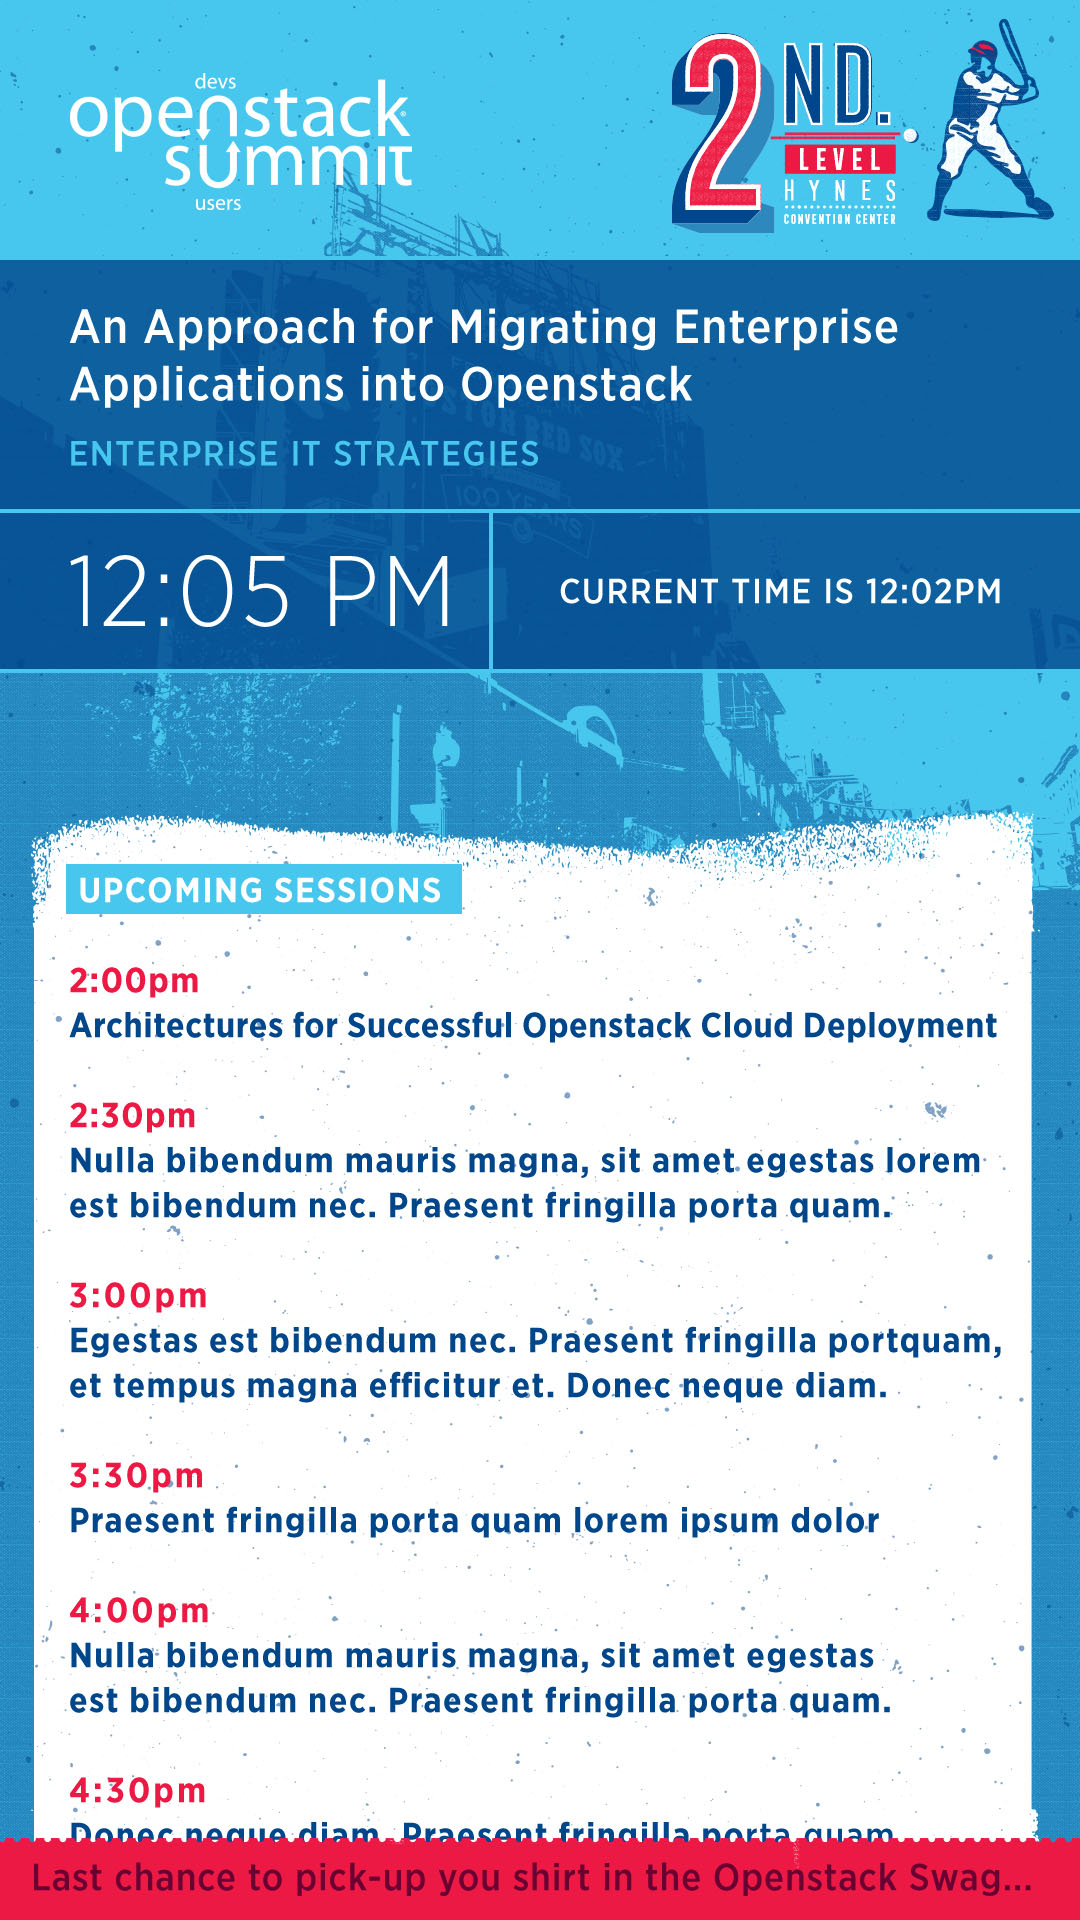 devs
openstack
summit
users
2ND.
LEVEL
HYNES
CONVENTION CENTER
An Approach for Migrating Enterprise
Applications into Openstack
RED SOX
100 YEARS
ENTERPRISE IT STRATEGIES
12:05 PM
CURRENT TIME IS 12:02PM
UPCOMING SESSIONS
2:00pm
Architectures for Successful Openstack Cloud Deployment
2:30pm
Nulla bibendum mauris magna, sit amet egestas lorem
est bibendum nec. Praesent fringilla porta quam.
3:00pm
Egestas est bibendum nec. Praesent fringilla portquam,
et tempus magna efficitur et. Donec neque diam.
3:30pm
Praesent fringilla porta quam lorem ipsum dolor
4:00pm
Nulla bibendum mauris magna, sit amet egestas
est bibendum nec. Praesent fringilla porta quam.
4:30pm
Donec neque diam. Praesent fringilla porta quam
Last chance to pick-up you shirt in the Openstack Swag...